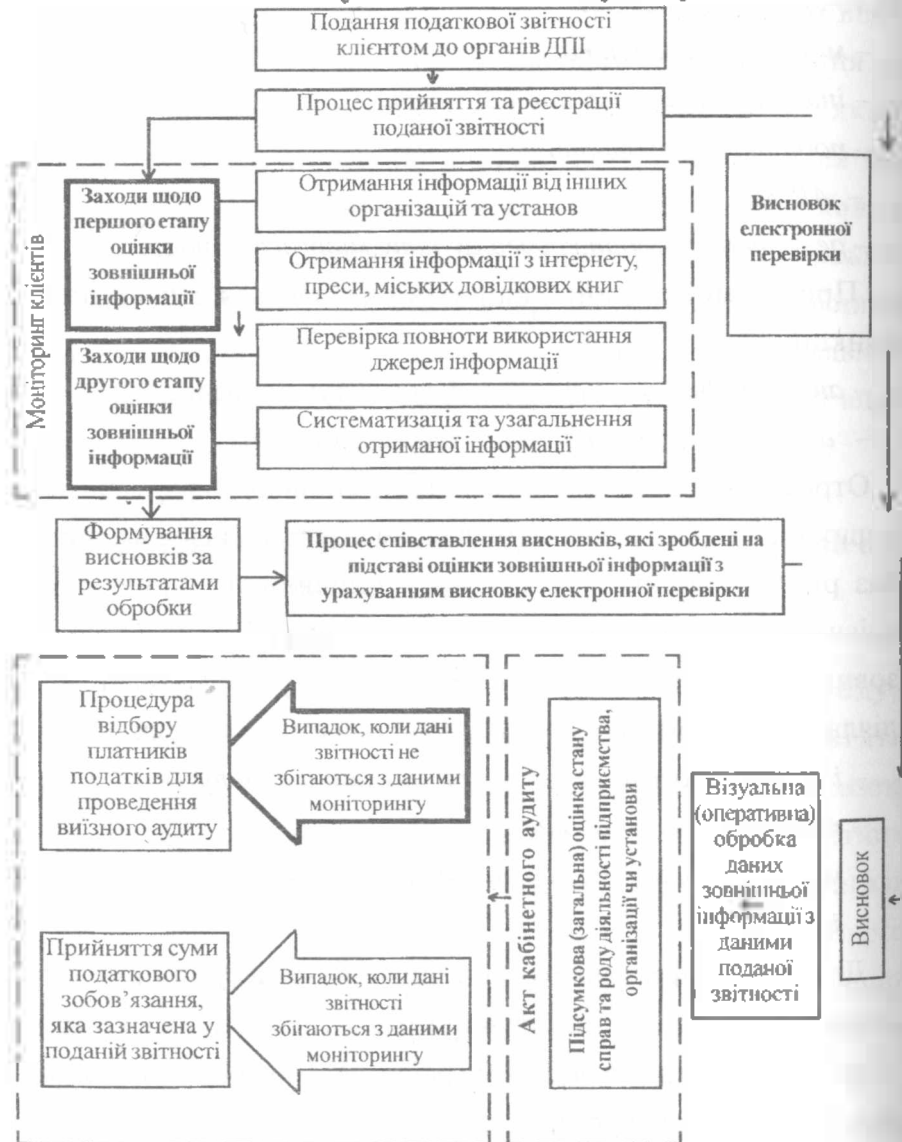 Подання податкової звітності
клієнтом до органів ДПІ
Процес прийняття та реєстрації
поданої звітності
Моніторинг клієнтів
Заходи щодо
першого етапу
оцінки
зовнішньої
інформації
Отримання інформації від інших
організацій та установ
Отримання інформації з інтернету,
преси, міських довідкових книг
Висновок
електронної
перевірки
Заходи щодо
другого етапу
оцінки
зовнішньої
інформації
Перевірка повноти використання
джерел інформації
Систематизація та узагальнення
отриманої інформації
Формування
висновків за
результатами
обробки
Процес співставлення висновків, які зроблені на
підставі оцінки зовнішньої інформації з
урахуванням висновку електронної перевірки
Процедура
відбору
платників
податків для
проведення
виїзного аудиту
Випадок, коли дані
звітності не
збігаються з даними
моніторингу
Прийняття суми
податкового
зобов’язання,
яка зазначена у
поданій звітності
Випадок, коли дані
звітності
збігаються з даними
моніторингу
Акт кабінетного аудиту
Підсумкова (загальна) оцінка стану
справ та роду діяльності підприємства,
організації чи установи
Візуальна
(оперативна)
обробка
даних
зовнішньої
інформації з
даними
поданої
звітності
Висновок